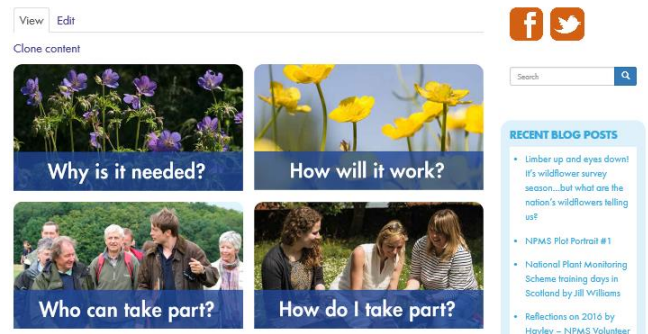 View Edit
Clone content
Why is it needed?
How will it work?
Who can take part?
How do I take part?
Search
RECENT BLOG POSTS
Limber up and eyes down!
It's wildflower survey
season...but what are the
nation's wildflowers telling
us?
NPMS Plot Portrait #1
National Plant Monitoring
Scheme training days in
Scotland by Jill Williams
Reflections on 2016 by
Hayley – NPMS Volunteer